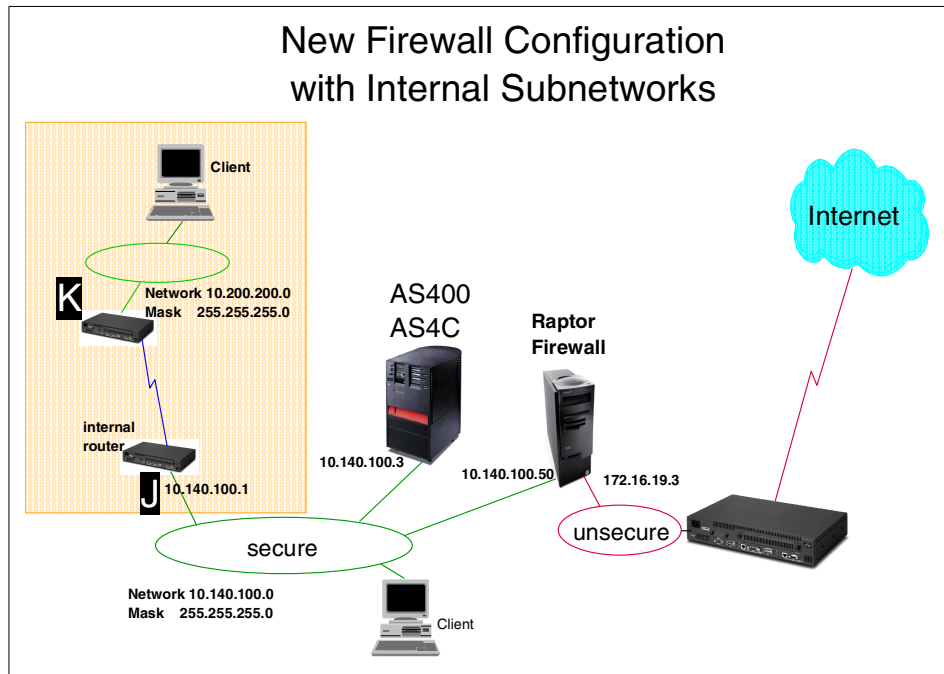 New Firewall Configuration
with Internal Subnetworks
Client
K
Network 10.200.200.0
Mask 255.255.255.0
internal
router
J
10.140.100.1
AS400
AS4C
10.140.100.3
Raptor
Firewall
10.140.100.50
172.16.19.3
Internet
secure
unsecure
Network 10.140.100.0
Mask 255.255.255.0
Client